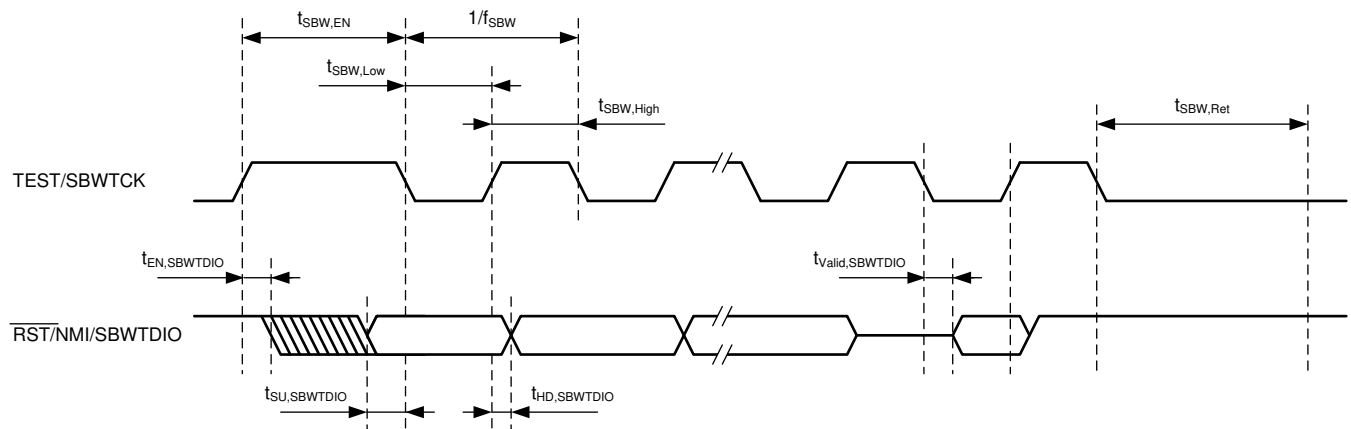 tSBW,EN
1/fSBW
tSBW,Low
tSBW,High
tSBW,Ret
TEST/SBWTCK
tEN,SBWTDIO
tValid,SBWTDIO
RST/NMI/SBWTDIO
tSU,SBWTDIO
tHD,SBWTDIO